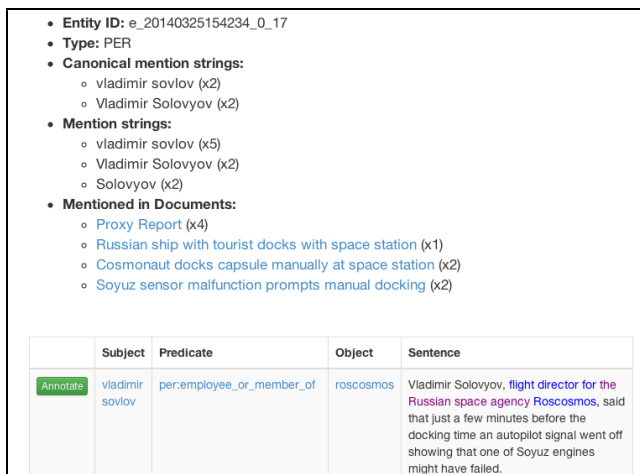 Entity ID: e_20140325154234_0_17
Type: PER
Canonical mention strings:
vladimir sovlov (x2)
Vladimir Solovyov (x2)
Mention strings:
vladimir sovlov (x5)
Vladimir Solovyov (x2)
Solovyov (x2)
Mentioned in Documents:
Proxy Report (x4)
Russian ship with tourist docks with space station (x1)
Cosmonaut docks capsule manually at space station (x2)
Soyuz sensor malfunction prompts manual docking (x2)
Subject Predicate Object Sentence
Annotate vladimir per:employee_or_member_of roscosmos Vladimir Solovyov, flight director for the
sovlov Russian space agency Roscosmos, said
that just a few minutes before the
docking time an autopilot signal went off
showing that one of Soyuz engines
might have failed.